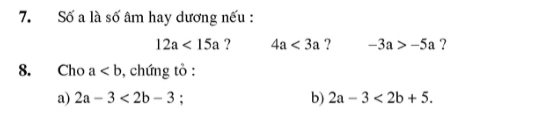 7. Số a là số âm hay dương nếu :
12a < 15a ? 4a < 3a ? −3a > −5a ?
8. Cho a < b, chứng tỏ :
a) 2a − 3 < 2b − 3 ; b) 2a − 3 < 2b + 5.